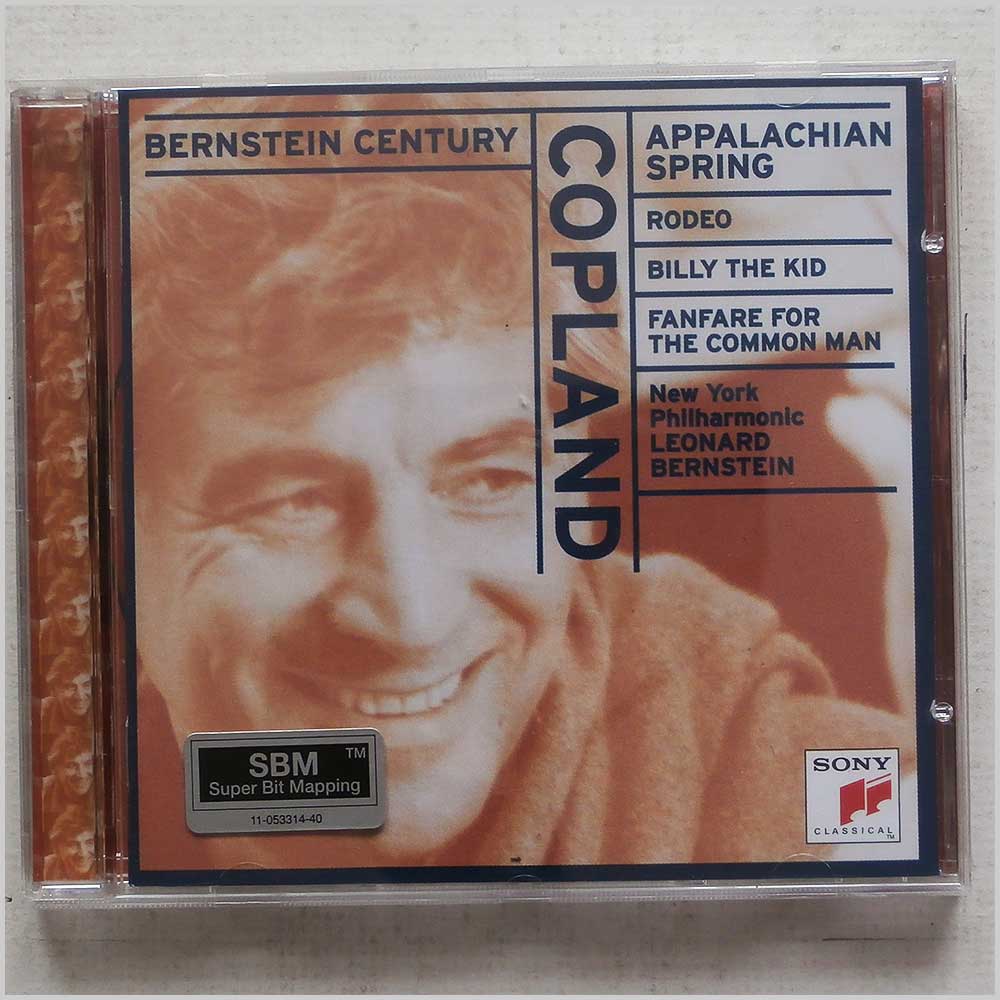 BERNSTEIN CENTURY
COPLAND
APPALACHIAN
SPRING
RODEO
BILLY THE KID
FANFARE FOR
THE COMMON MAN
New York
Philharmonic
LEONARD
BERNSTEIN
SBM TM
Super Bit Mapping
11-053314-40
SONY
CLASSICAL TM